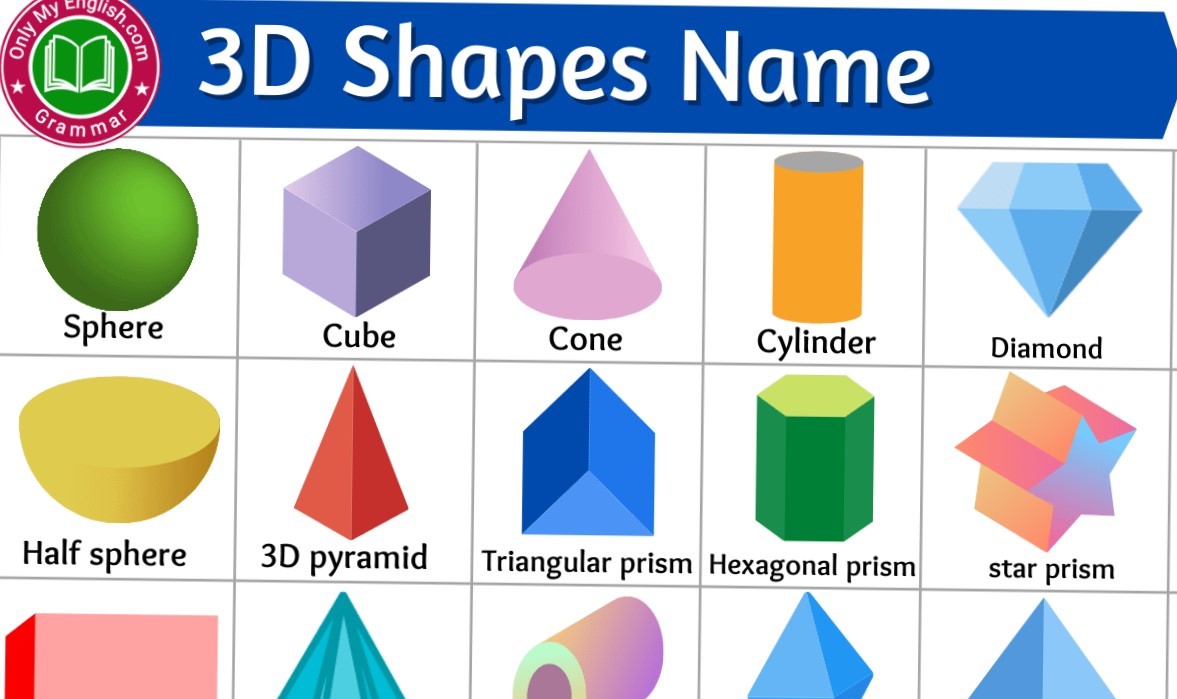 Only My English.com
Grammar
3D Shapes Name
Sphere
Cube
Cone
Cylinder
Diamond
Half sphere
3D pyramid
Triangular prism
Hexagonal prism
star prism